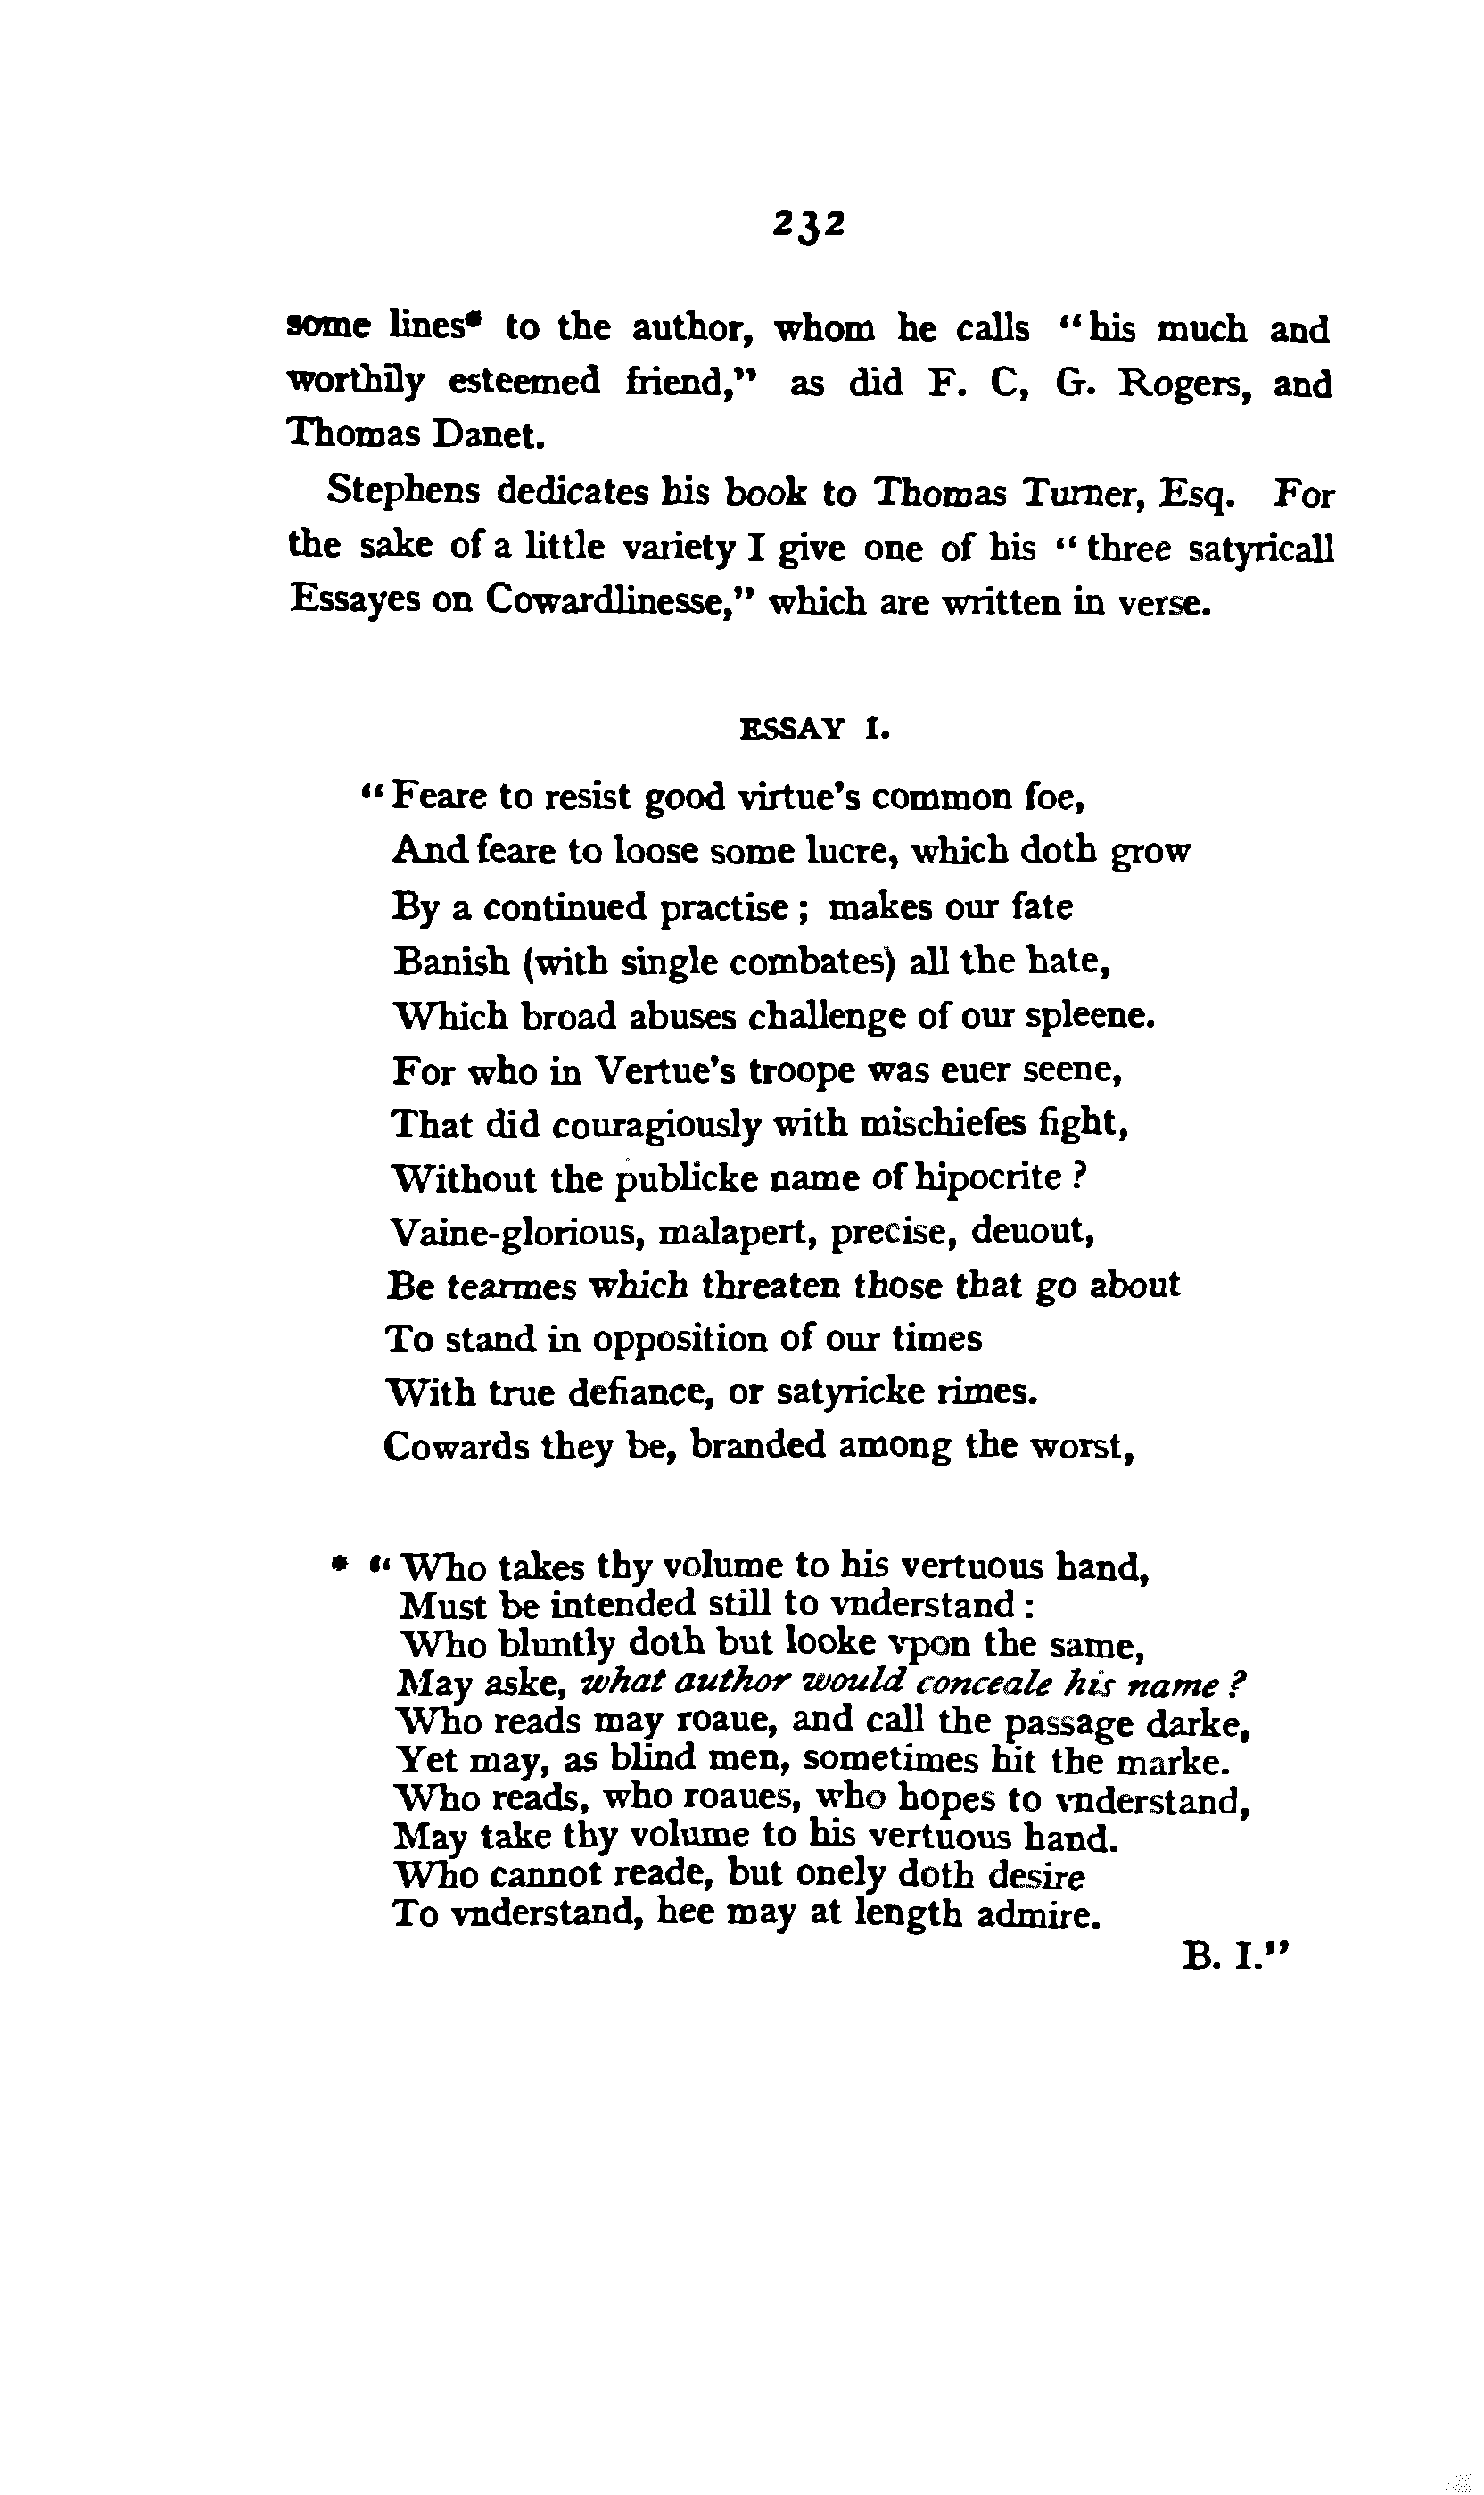 232
some lines* to the author, whom he calls “his much and
worthily esteemed friend,” as did F. C, G. Rogers, and
Thomas Danet.
Stephens dedicates his book to Thomas Turner, Esq. For
the sake of a little variety I give one of his “three satyricall
Essayes on Cowardlinesse,” which are written in verse.
ESSAY I.
“Feare to resist good virtue's common foe,
And feare to loose some lucre, which doth grow
By a continued practise ; makes our fate
Banish (with single combates) all the hate,
Which broad abuses challenge of our spleene.
For who in Vertue's troope was euer seene,
That did couragiously with mischiefes fight,
Without the publicke name of hipocrite ?
Vaine-glorious, malapert, precise, deuout,
Be tearmes which threaten those that go about
To stand in opposition of our times
With true defiance, or satyricke rimes.
Cowards they be, branded among the worst,
* “Who takes thy volume to his vertuous hand,
Must be intended still to vnderstand :
Who bluntly doth but looke vpon the same,
May aske, what author would conceale his name ?
Who reads may roaue, and call the passage darke,
Yet may, as blind men, sometimes hit the marke.
Who reads, who roaues, who hopes to vnderstand,
May take thy volume to his vertuous hand.
Who cannot reade, but onely doth desire
To vnderstand, hee may at length admire.
B. I.”